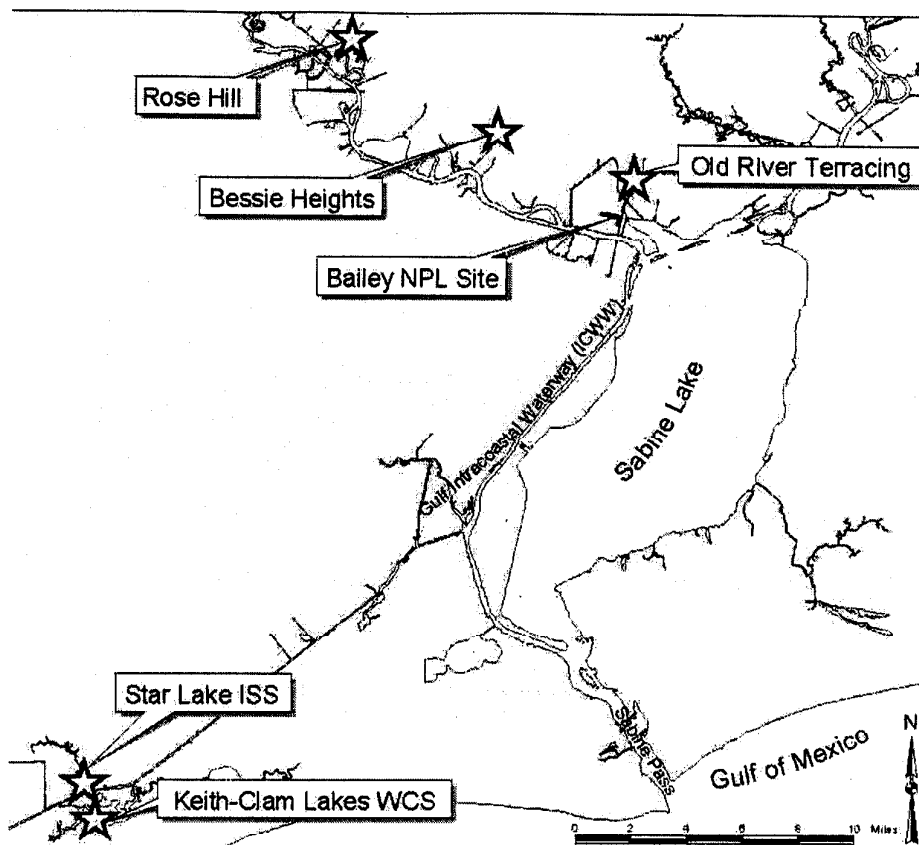 Rose Hill
Bessie Heights
Old River Terracing
Bailey NPL Site
Gulf Intracoastal Waterway (ICWW)
Sabine Lake
Star Lake ISS
Keith-Clam Lakes WCS
Sabine Pass
Gulf of Mexico
N
0 2 4 6 8 10 Miles